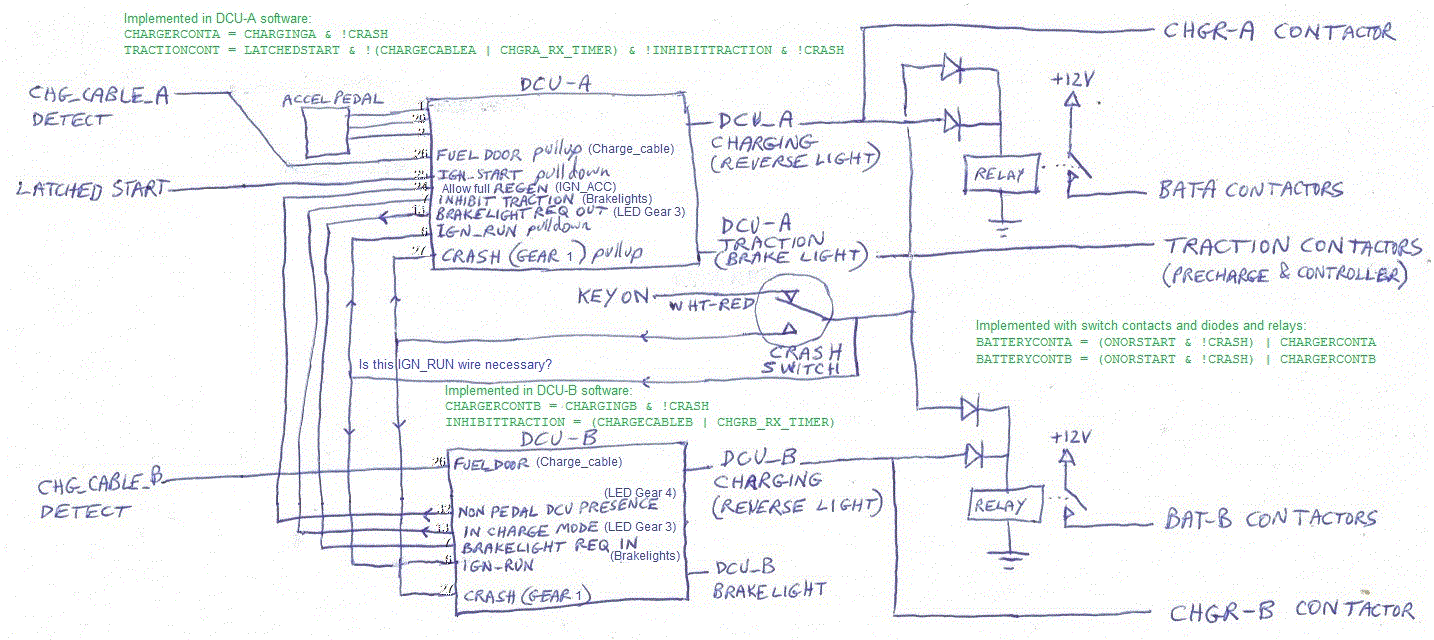 Implemented in DCU-A software:
CHARGERCONTA = CHARGINGA & !CRASH
TRACTIONCONT = LATCHEDSTART & !(CHARGECABLEA | CHGRA_RX_TIMER) & !INHIBITTRACTION & !CRASH
CHGR-A CONTACTOR
DCU-A
CHG_CABLE_A
DETECT
ACCEL PEDAL
+12V
1
2
DCU_A
CHARGING
(REVERSE LIGHT)
26 FUEL DOOR pullup (Charge_cable)
IGN_START pulldown
LATCHED START
Allow full REGEN (IGN_ACC)
7 INHIBIT TRACTION (Brakelights)
BRAKELIGHT REQ OUT (LED Gear 3)
6 IGN_RUN pulldown
27 CRASH (GEAR 1) pullup
RELAY
BAT-A CONTACTORS
DCU-A
TRACTION
(BRAKE LIGHT)
TRACTION CONTACTORS
(PRECHARGE & CONTROLLER)
KEY ON
WHT-RED
CRASH
SWITCH
Implemented with switch contacts and diodes and relays:
BATTERYCONTA = (ONORSTART & !CRASH) | CHARGERCONTA
BATTERYCONTB = (ONORSTART & !CRASH) | CHARGERCONTB
Is this IGN_RUN wire necessary?
Implemented in DCU-B software:
CHARGERCONTB = CHARGINGB & !CRASH
INHIBITTRACTION = (CHARGECABLEB | CHGRB_RX_TIMER)
DCU-B
+12V
26 FUEL DOOR (Charge_cable)
DCU_B
CHARGING
(REVERSE LIGHT)
CHG_CABLE_B
DETECT
(LED Gear 4)
12 NON PEDAL DCU PRESENCE
IN CHARGE MODE (LED Gear 3)
7 BRAKELIGHT REQ IN
(Brakelights)
6 IGN-RUN
27 CRASH (GEAR 1)
RELAY
BAT-B CONTACTORS
DCU_B
BRAKELIGHT
CHGR-B CONTACTOR